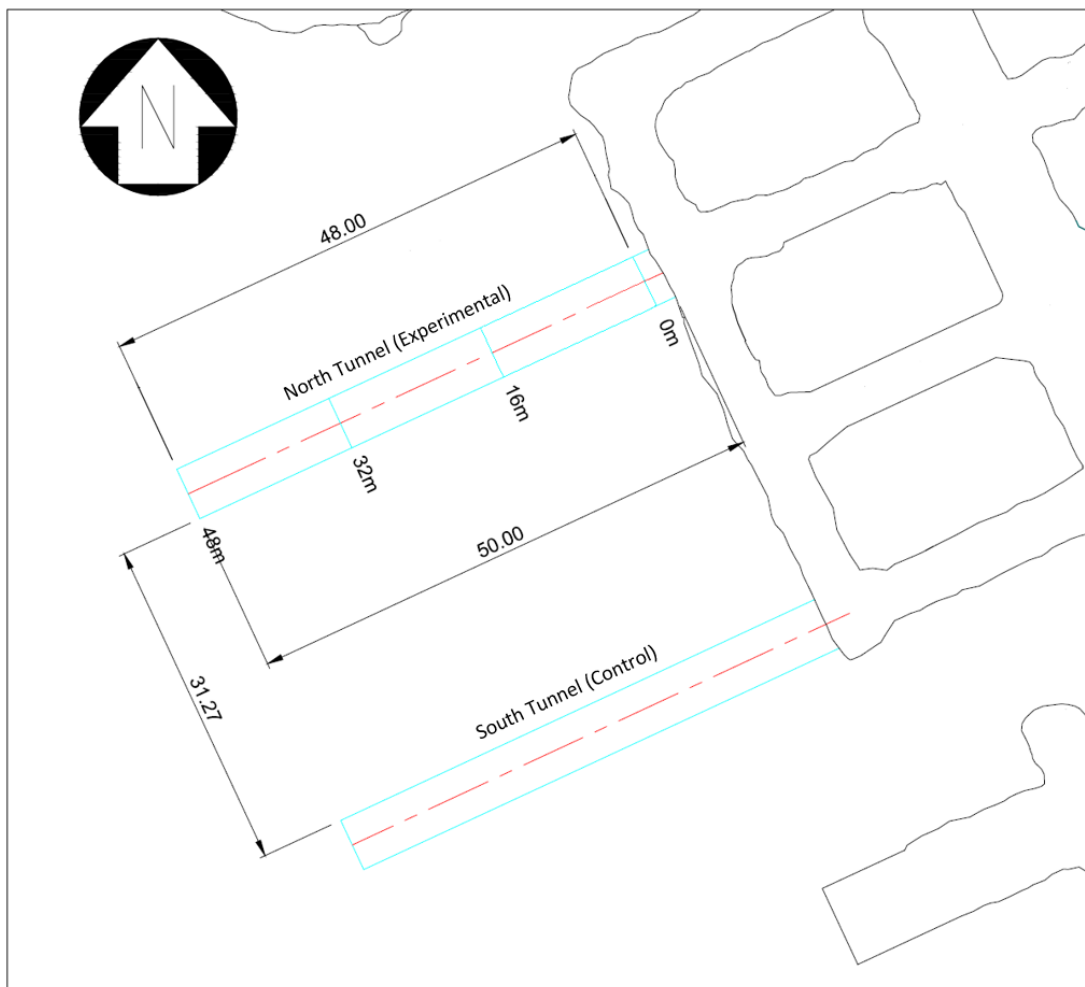 N
48.00
North Tunnel (Experimental)
0m
16m
32m
48m
50.00
31.27
South Tunnel (Control)